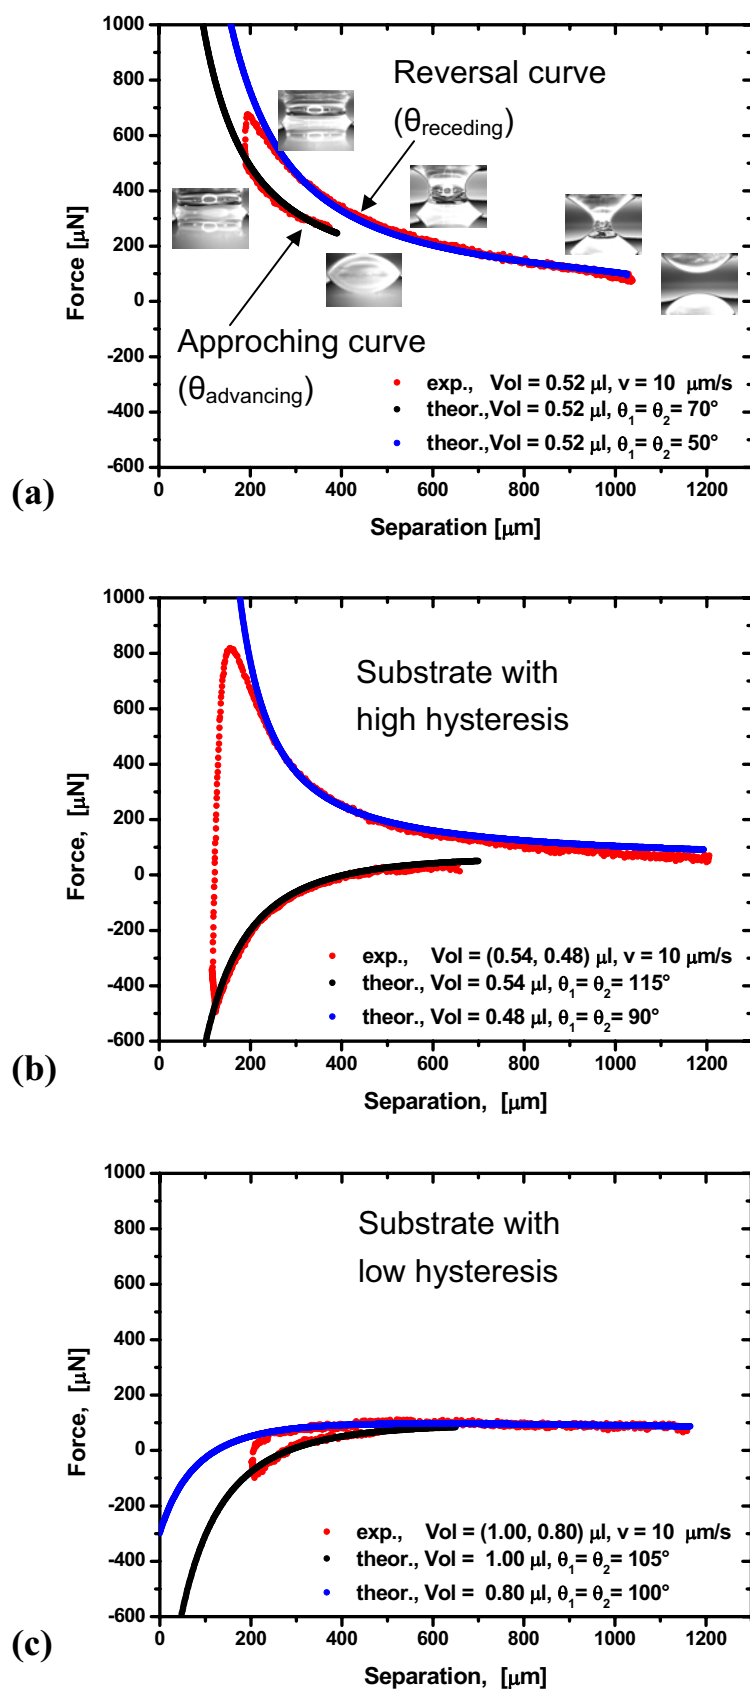 1000
800
600
400
200
0
-200
-400
-600
Force [μN]
Reversal curve
(θreceding)
Approching curve
(θadvancing)
exp., Vol = 0.52 μl, v = 10 μm/s
theor.,Vol = 0.52 μl, θ1= θ2= 70°
theor.,Vol = 0.52 μl, θ1= θ2= 50°
0 200 400 600 800 1000 1200
Separation [μm]
(a)
1000
800
600
400
200
0
-200
-400
-600
Force, [μN]
Substrate with
high hysteresis
exp., Vol = (0.54, 0.48) μl, v = 10 μm/s
theor., Vol = 0.54 μl, θ1= θ2= 115°
theor., Vol = 0.48 μl, θ1= θ2= 90°
0 200 400 600 800 1000 1200
Separation, [μm]
(b)
1000
800
600
400
200
0
-200
-400
-600
Force, [μN]
Substrate with
low hysteresis
exp., Vol = (1.00, 0.80) μl, v = 10 μm/s
theor., Vol = 1.00 μl, θ1= θ2= 105°
theor., Vol = 0.80 μl, θ1= θ2= 100°
0 200 400 600 800 1000 1200
Separation, [μm]
(c)